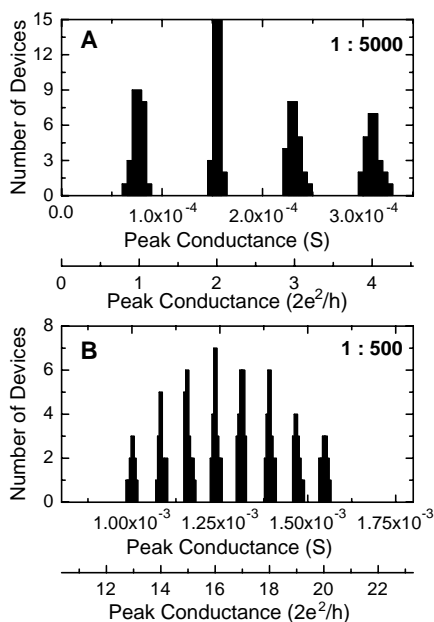 15
12
9
6
3
0
Number of Devices
A
1 : 5000
0.0 1.0x10⁻⁴ 2.0x10⁻⁴ 3.0x10⁻⁴
Peak Conductance (S)
0 1 2 3 4
Peak Conductance (2e²/h)
8
6
4
2
0
Number of Devices
B
1 : 500
1.00x10⁻³ 1.25x10⁻³ 1.50x10⁻³ 1.75x10⁻³
Peak Conductance (S)
12 14 16 18 20 22
Peak Conductance (2e²/h)